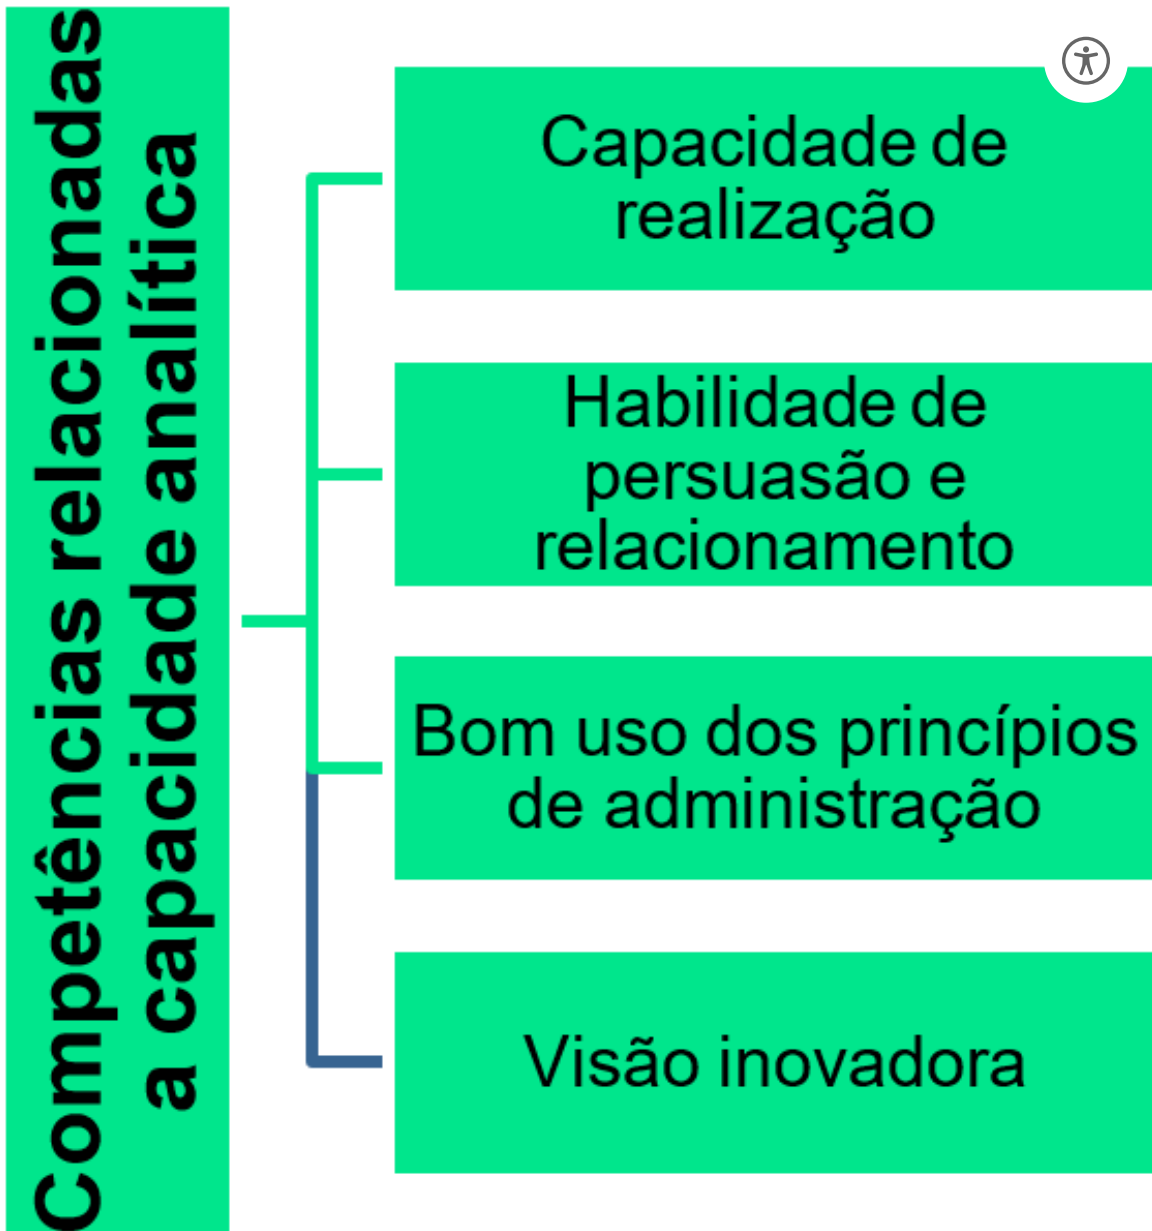 Competências relacionadas
a capacidade analítica
Capacidade de
realização
Habilidade de
persuasão e
relacionamento
Bom uso dos princípios
de administração
Visão inovadora